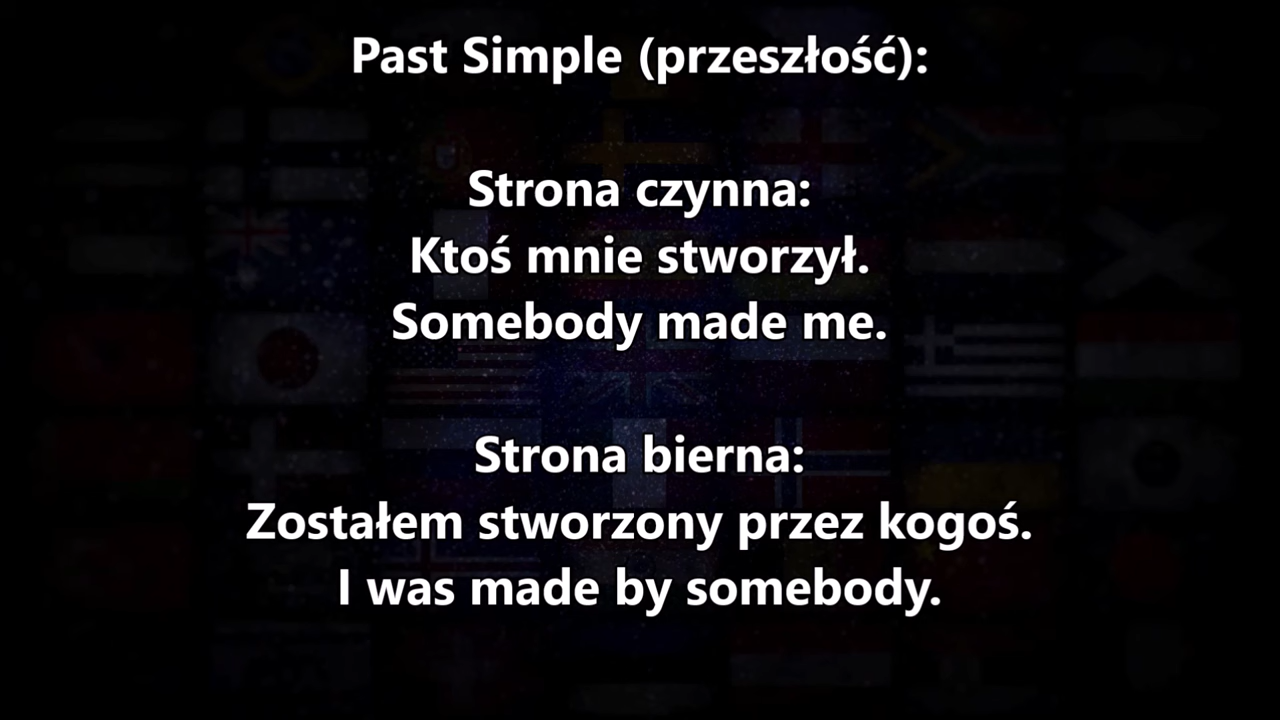 Past Simple (przeszłość):
Strona czynna:
Ktoś mnie stworzył.
Somebody made me.
Strona bierna:
Zostałem stworzony przez kogoś.
I was made by somebody.